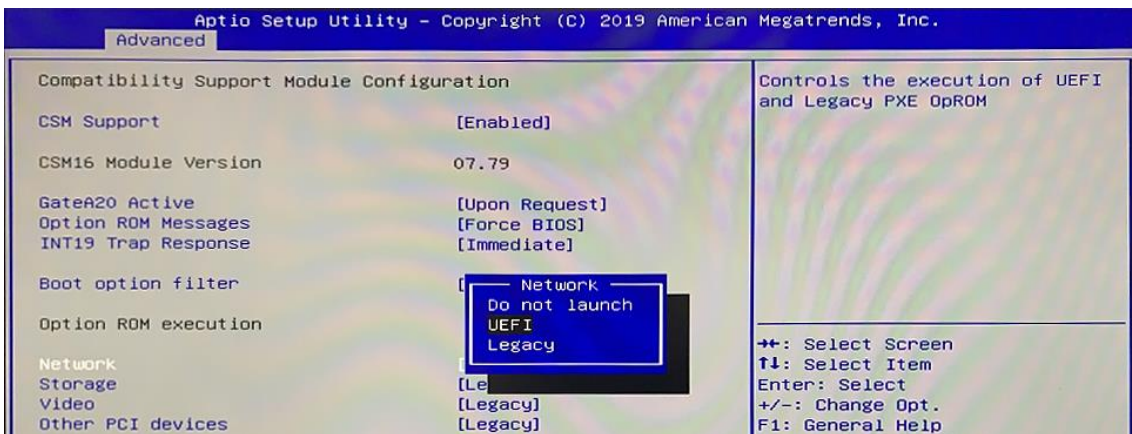 Aptio Setup Utility – Copyright (C) 2019 American Megatrends, Inc.
Advanced
Compatibility Support Module Configuration
CSM Support [Enabled]
CSM16 Module Version 07.79
GateA20 Active [Upon Request]
Option ROM Messages [Force BIOS]
INT19 Trap Response [Immediate]
Boot option filter [
Option ROM execution
Network [
Storage [Le
Video [Legacy]
Other PCI devices [Legacy]
Network
Do not launch
UEFI
Legacy
Controls the execution of UEFI
and Legacy PXE OpROM
→←: Select Screen
↑↓: Select Item
Enter: Select
+/-: Change Opt.
F1: General Help